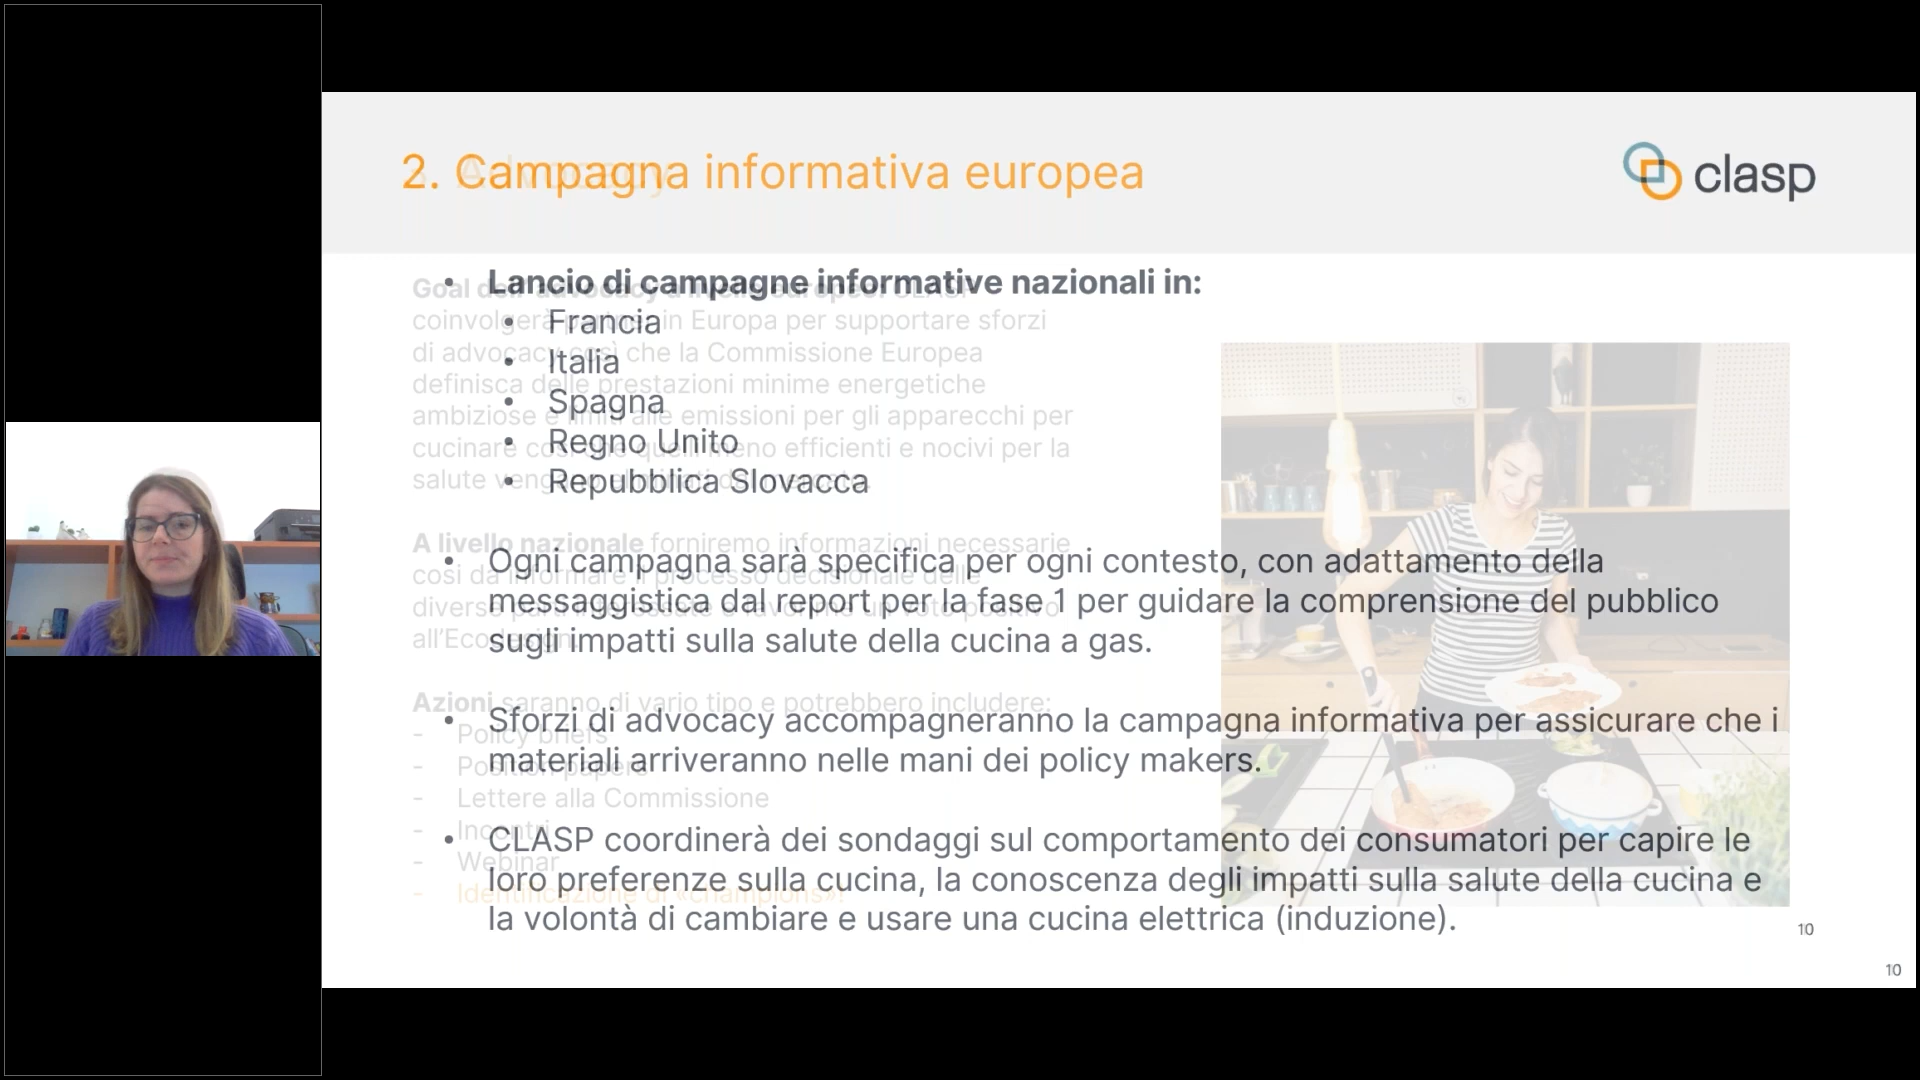 2. Campagna informativa europea
clasp
• Lancio di campagne informative nazionali in:
• Francia
• Italia
• Spagna
• Regno Unito
• Repubblica Slovacca
• Ogni campagna sarà specifica per ogni contesto, con adattamento della
messaggistica dal report per la fase 1 per guidare la comprensione del pubblico
sugli impatti sulla salute della cucina a gas.
• Sforzi di advocacy accompagneranno la campagna informativa per assicurare che i
materiali arriveranno nelle mani dei policy makers.
• CLASP coordinerà dei sondaggi sul comportamento dei consumatori per capire le
loro preferenze sulla cucina, la conoscenza degli impatti sulla salute della cucina e
la volontà di cambiare e usare una cucina elettrica (induzione).
Advocacy
Goal dell'advocacy a livello europeo: CLASP
coinvolgerà partner in Europa per supportare sforzi
di advocacy così che la Commissione Europea
definisca delle prestazioni minime energetiche
ambiziose e limiti alle emissioni per gli apparecchi per
cucinare così che quelli meno efficienti e nocivi per la
salute vengano dal
A livello nazionale forniremo informazioni necessarie
così da informare il processo decisionale delle
diverse
all'Ecodesign
Azioni saranno di vario tipo e potrebbero includere:
- Policy briefs
- Position papers
- Lettere alla Commissione
- Incontri
- Webinar
- Identificazione di «champions»!
10
10